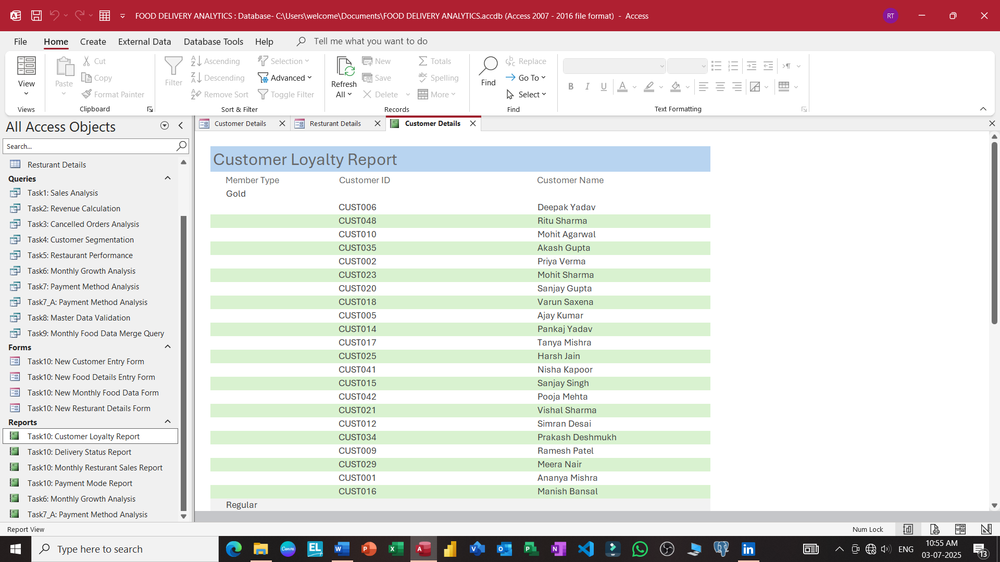 FOOD DELIVERY ANALYTICS : Database- C:\Users\welcome\Documents\FOOD DELIVERY ANALYTICS.accdb (Access 2007 - 2016 file format)  -  Access
RT
File Home Create External Data Database Tools Help Tell me what you want to do
View
Views
Paste
Cut
Copy
Format Painter
Clipboard
Filter
Ascending
Descending
Remove Sort
Selection
Advanced
Toggle Filter
Sort & Filter
Refresh
All
New
Save
Delete
Totals
Spelling
More
Records
Find
Replace
Go To
Select
Find
B I U
Text Formatting
All Access Objects
Search...
Resturant Details
Queries
Task1: Sales Analysis
Task2: Revenue Calculation
Task3: Cancelled Orders Analysis
Task4: Customer Segmentation
Task5: Restaurant Performance
Task6: Monthly Growth Analysis
Task7: Payment Method Analysis
Task7_A: Payment Method Analysis
Task8: Master Data Validation
Task9: Monthly Food Data Merge Query
Forms
Task10: New Customer Entry Form
Task10: New Food Details Entry Form
Task10: New Monthly Food Data Form
Task10: New Resturant Details Form
Reports
Task10: Customer Loyalty Report
Task10: Delivery Status Report
Task10: Monthly Resturant Sales Report
Task10: Payment Mode Report
Task6: Monthly Growth Analysis
Task7_A: Payment Method Analysis
Customer Details Resturant Details Customer Details
Customer Loyalty Report
Member Type Customer ID Customer Name
Gold
CUST006 Deepak Yadav
CUST048 Ritu Sharma
CUST010 Mohit Agarwal
CUST035 Akash Gupta
CUST002 Priya Verma
CUST023 Mohit Sharma
CUST020 Sanjay Gupta
CUST018 Varun Saxena
CUST005 Ajay Kumar
CUST014 Pankaj Yadav
CUST017 Tanya Mishra
CUST025 Harsh Jain
CUST041 Nisha Kapoor
CUST015 Sanjay Singh
CUST042 Pooja Mehta
CUST021 Vishal Sharma
CUST012 Simran Desai
CUST034 Prakash Deshmukh
CUST009 Ramesh Patel
CUST029 Meera Nair
CUST001 Ananya Mishra
CUST016 Manish Bansal
Regular
Report View
Num Lock
Type here to search
ENG
10:55 AM
03-07-2025
13